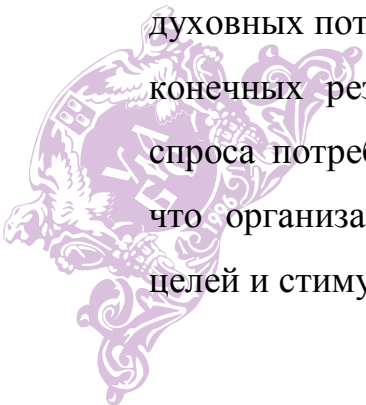 духовных пот
конечных рез
спроса потреб
что организа
целей и стиму